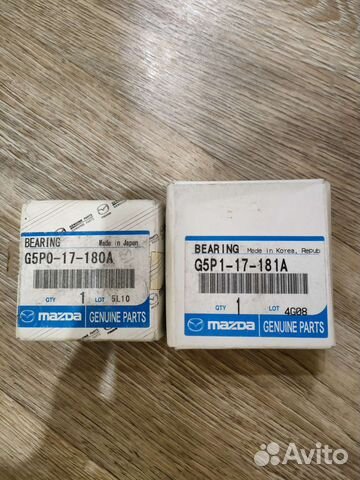 BEARING Made in Japan
G5P0-17-180A
QTY 1 LOT 5L10
mazda GENUINE PARTS
BEARING Made in Korea, Repub
G5P1-17-181A
QTY 1 LOT 4G08
mazda GENUINE PARTS
Avito